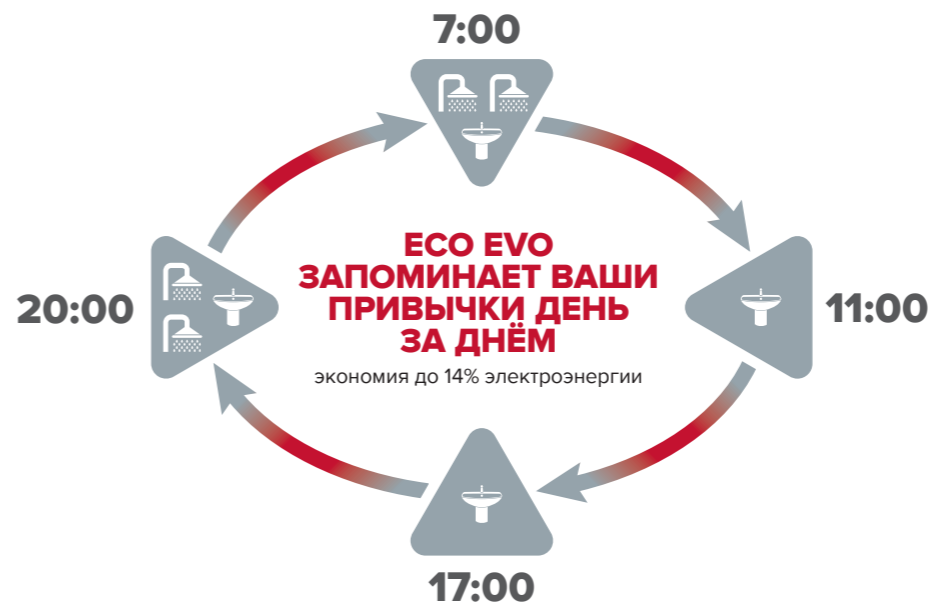 7:00
ECO EVO
ЗАПОМИНАЕТ ВАШИ
ПРИВЫЧКИ ДЕНЬ
ЗА ДНЁМ
экономия до 14% электроэнергии
20:00
11:00
17:00